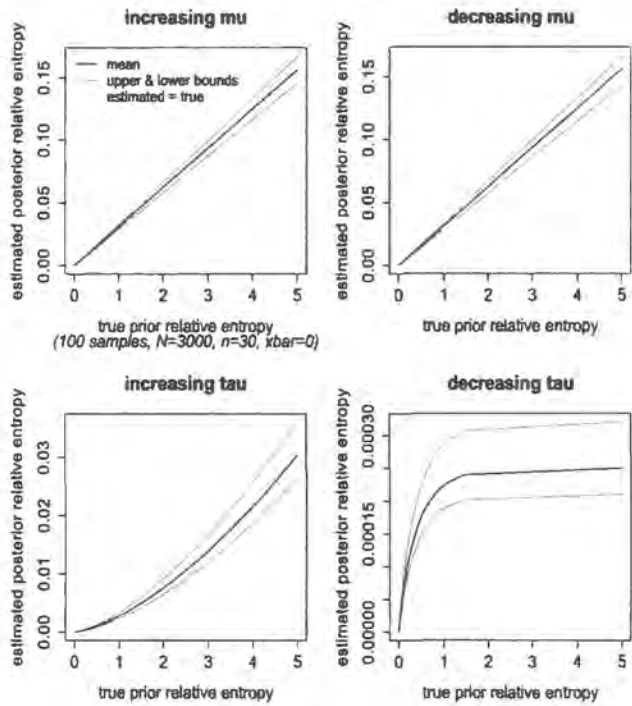 increasing mu
decreasing mu
estimated posterior relative entropy
0.00 0.05 0.10 0.15
mean
upper & lower bounds
estimated = true
0 1 2 3 4 5
true prior relative entropy
estimated posterior relative entropy
0.00 0.05 0.10 0.15
0 1 2 3 4 5
true prior relative entropy
(100 samples, N=3000, n=30, xbar=0)
increasing tau
decreasing tau
estimated posterior relative entropy
0.00 0.01 0.02 0.03
0 1 2 3 4 5
true prior relative entropy
estimated posterior relative entropy
0.00000 0.00015 0.00030
0 1 2 3 4 5
true prior relative entropy